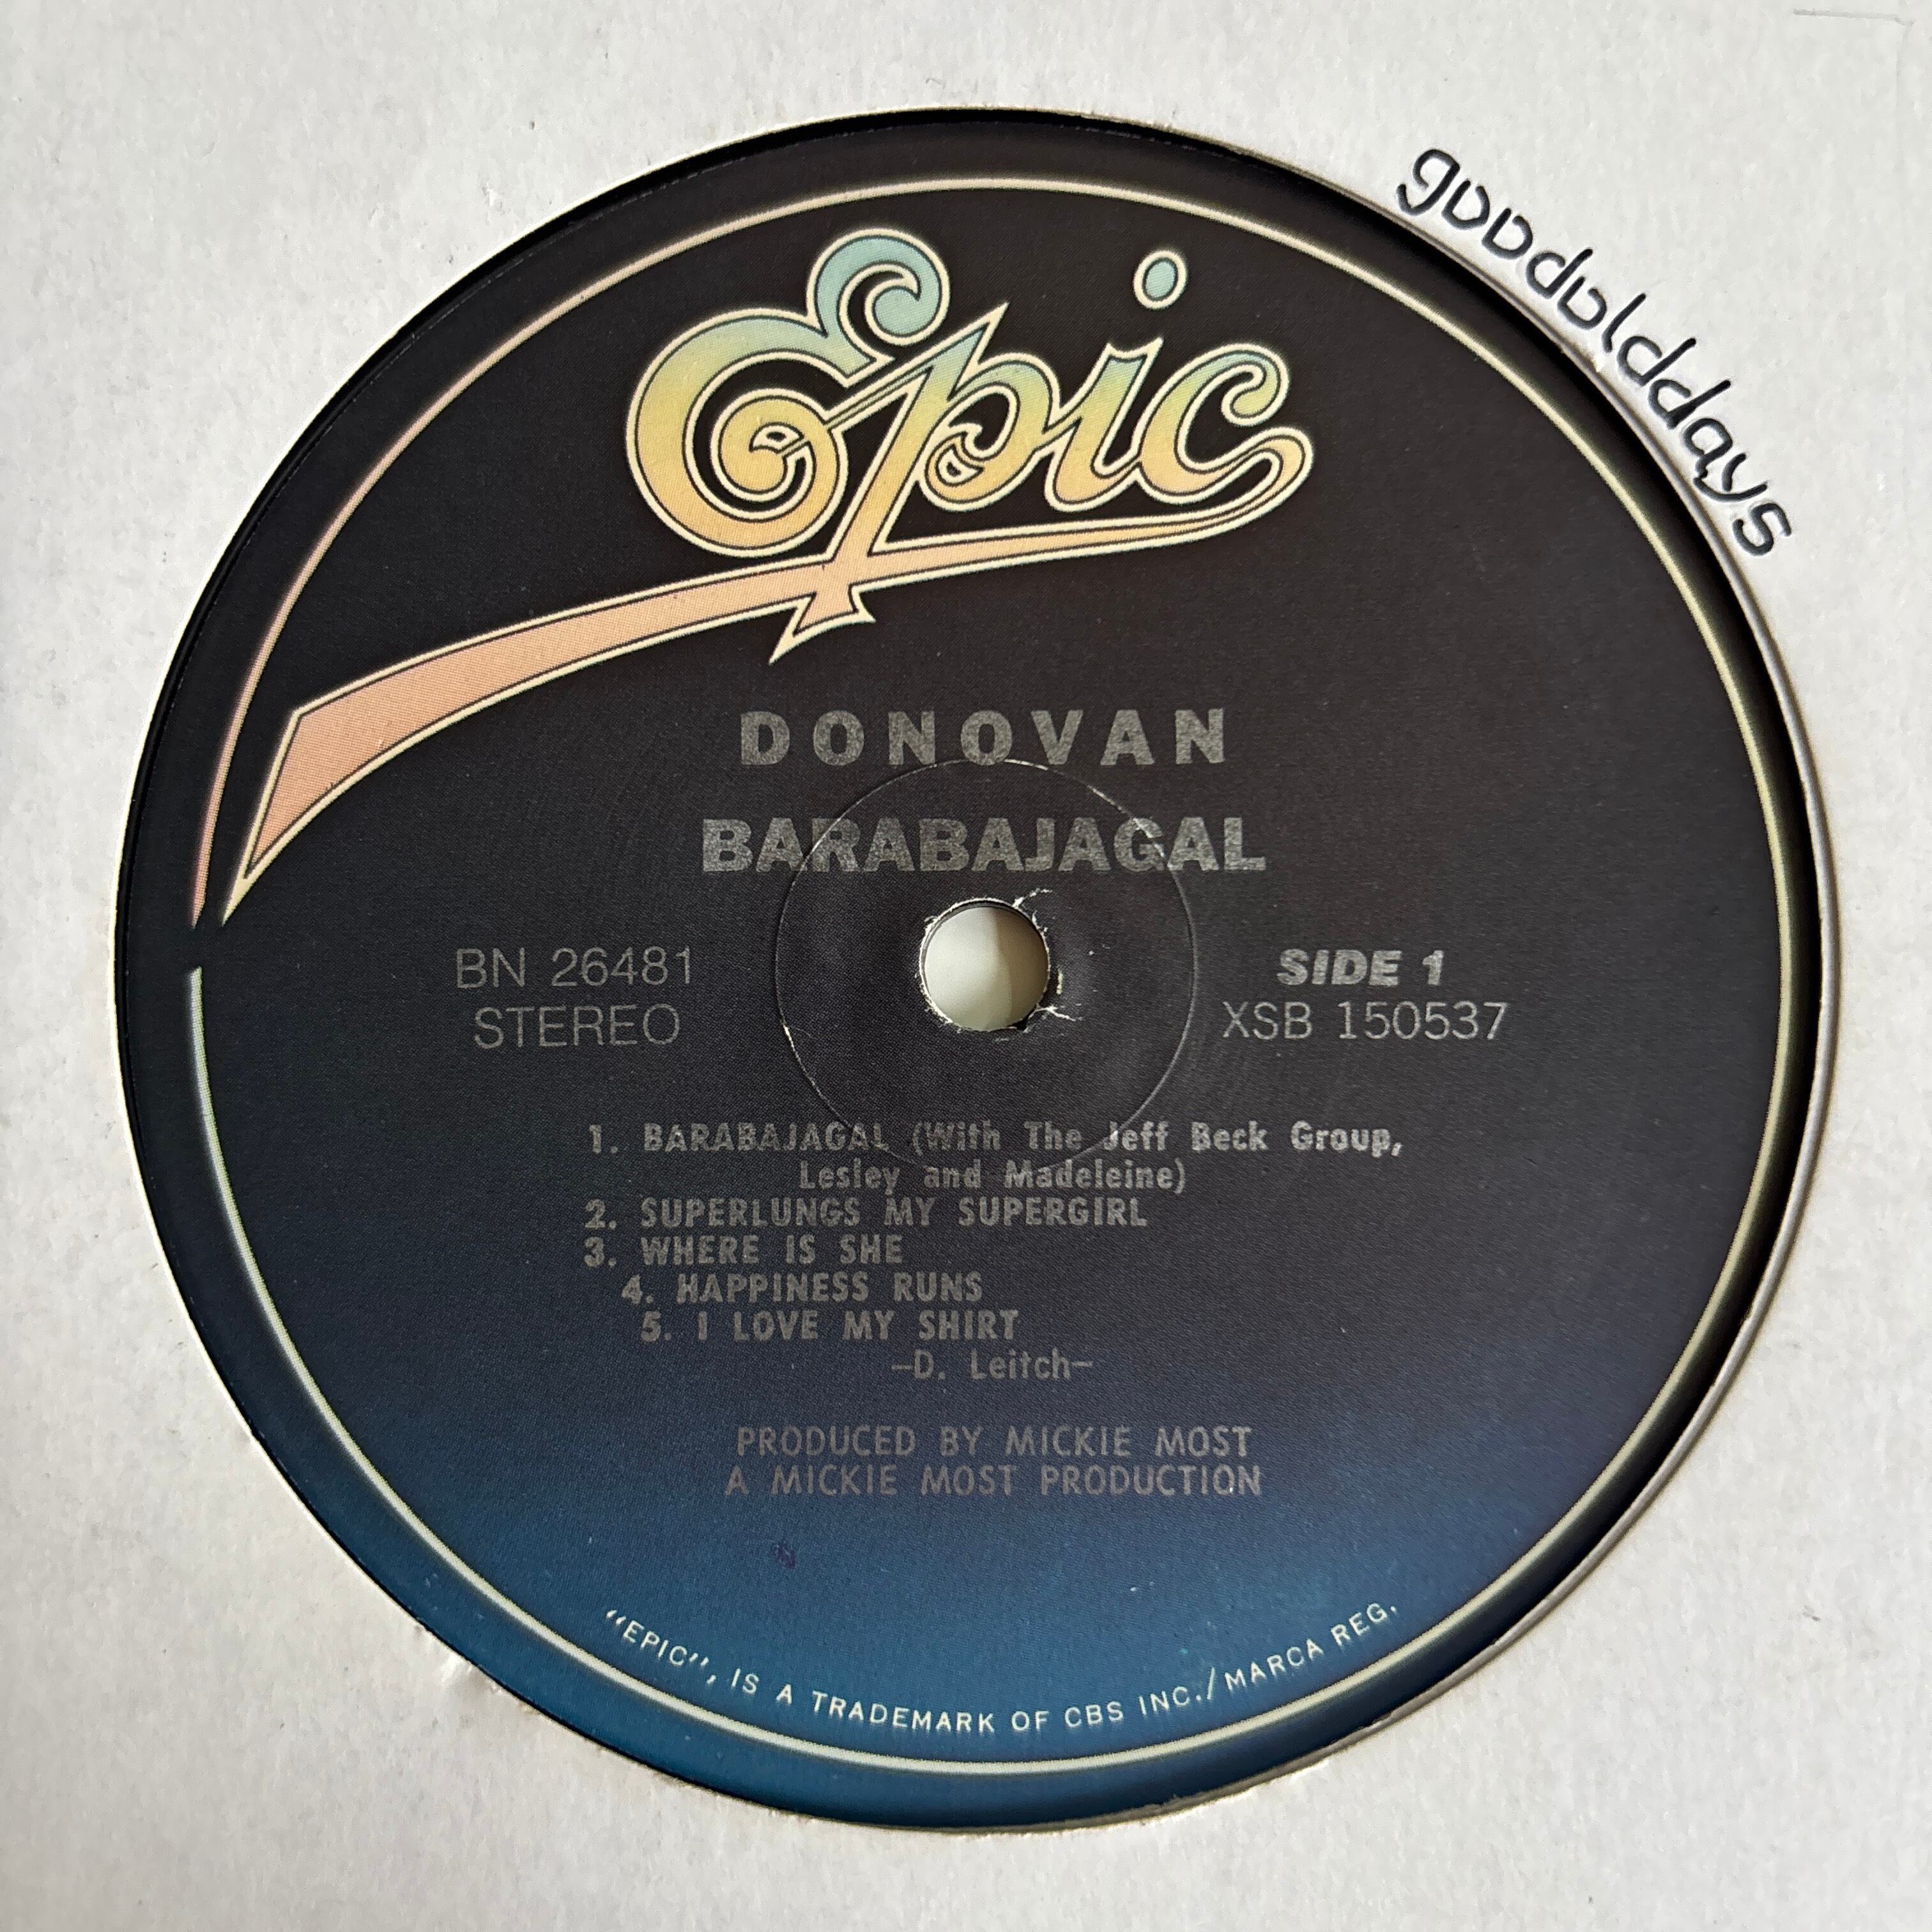 goodolddays
Epic
DONOVAN
BARABAJAGAL
BN 26481
STEREO
SIDE 1
XSB 150537
1. BARABAJAGAL (With The Jeff Beck Group,
Lesley and Madeleine)
2. SUPERLUNGS MY SUPERGIRL
3. WHERE IS SHE
4. HAPPINESS RUNS
5. I LOVE MY SHIRT
–D. Leitch–
PRODUCED BY MICKIE MOST
A MICKIE MOST PRODUCTION
"EPIC", IS A TRADEMARK OF CBS INC./MARCA REG.